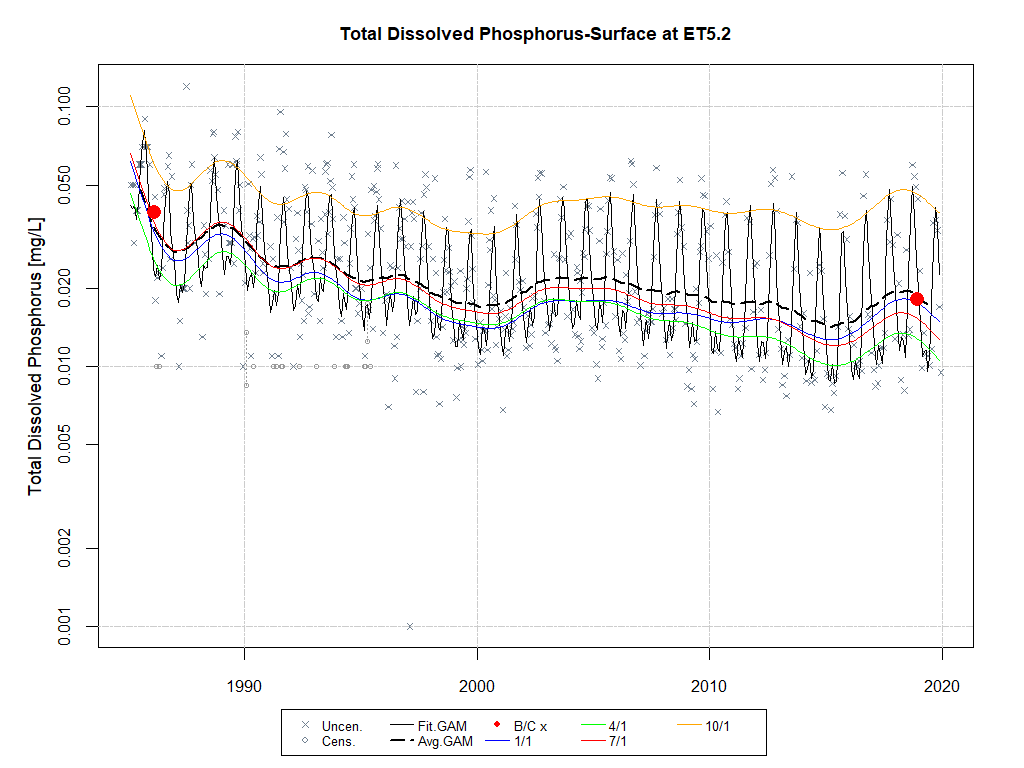 Total Dissolved Phosphorus-Surface at ET5.2
Total Dissolved Phosphorus [mg/L]
0.100
0.050
0.020
0.010
0.005
0.002
0.001
1990 2000 2010 2020
Uncen. Fit.GAM B/C x 4/1 10/1
Cens. Avg.GAM 1/1 7/1